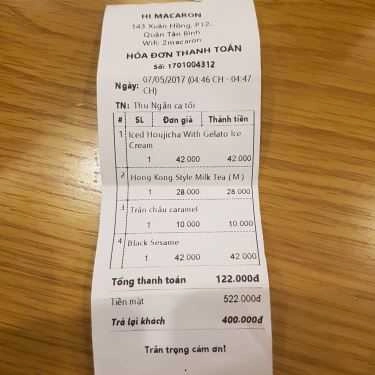 HI MACARON
143 Xuân Hồng, P12,
Quận Tân Bình
Wifi: 2macaron
HÓA ĐƠN THANH TOÁN
Số: 1701004312
Ngày: 07/05/2017 (04:46 CH - 04:47
CH)
TN: Thu Ngân ca tối
# SL Đơn giá Thành tiền
1 Iced Houjicha With Gelato Ice
Cream
1 42.000 42.000
2 Hong Kong Style Milk Tea ( M )
1 28.000 28.000
3 Trân châu caramel
1 10.000 10.000
4 Black Sesame
1 42.000 42.000
Tổng thanh toán 122.000đ
Tiền mặt 522.000đ
Trả lại khách 400.000đ
Trân trọng cám ơn!